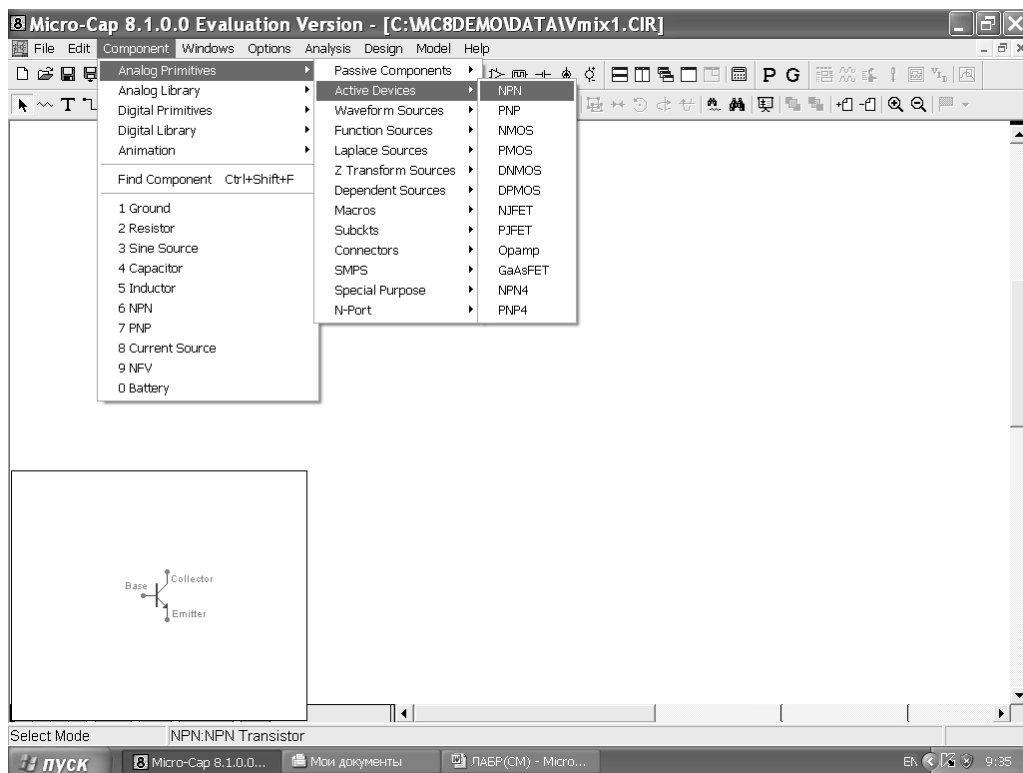 Micro-Cap 8.1.0.0 Evaluation Version - [C:\MC8DEMO\DATA\Vmix1.CIR]
File Edit Component Windows Options Analysis Design Model Help
Analog Primitives
Analog Library
Digital Primitives
Digital Library
Animation
Find Component Ctrl+Shift+F
1 Ground
2 Resistor
3 Sine Source
4 Capacitor
5 Inductor
6 NPN
7 PNP
8 Current Source
9 NFV
0 Battery
Passive Components
Active Devices
Waveform Sources
Function Sources
Laplace Sources
Z Transform Sources
Dependent Sources
Macros
Subckts
Connectors
SMPS
Special Purpose
N-Port
NPN
PNP
NMOS
PMOS
DNMOS
DPMOS
NJFET
PJFET
Opamp
GaAsFET
NPN4
PNP4
P G
T
Base
Collector
Emitter
Select Mode
NPN:NPN Transistor
пуск
Micro-Cap 8.1.0.0...
Мои документы
ЛАБР(СМ) - Micro...
EN
9:35